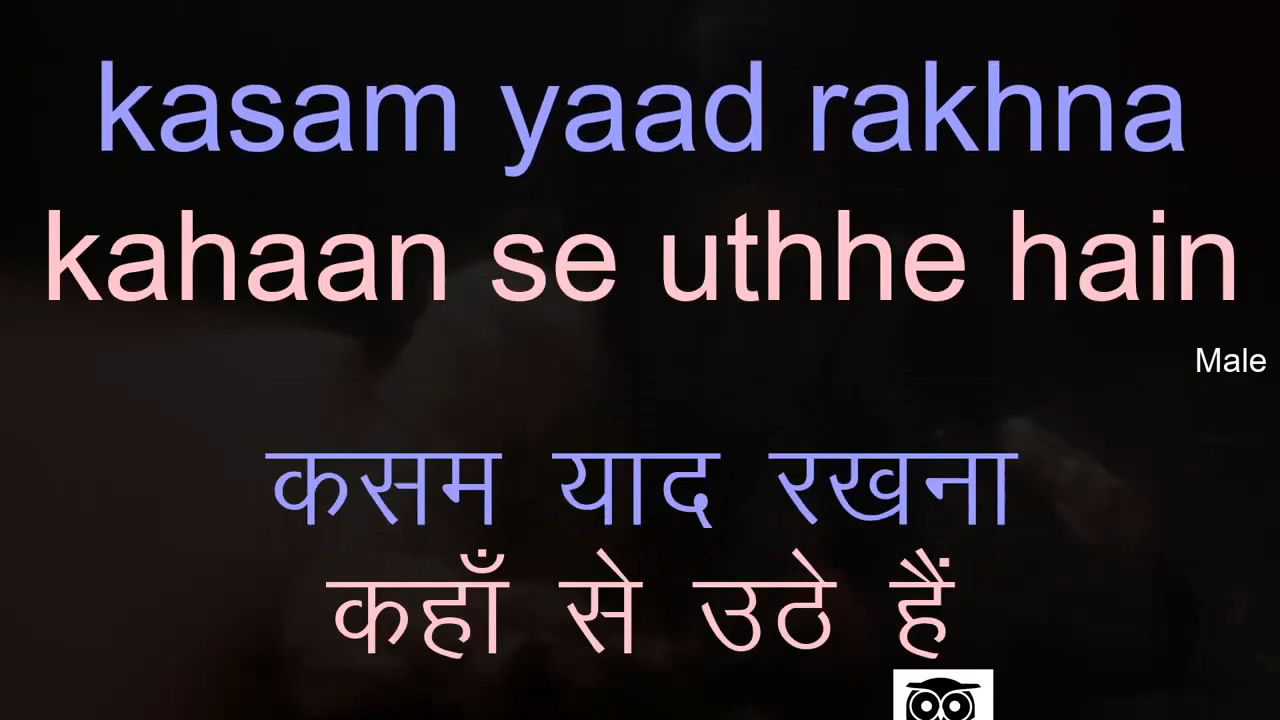 kasam yaad rakhna
kahaan se uthhe hain
Male
कसम याद रखना
कहाँ से उठे हैं